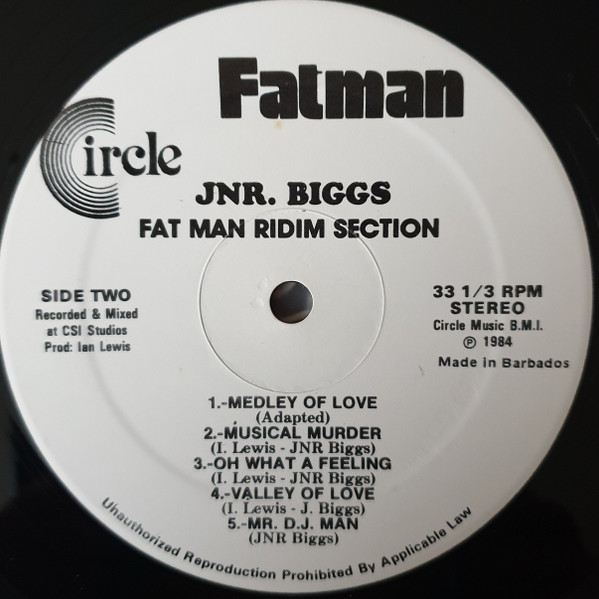 Fatman
Circle
JNR. BIGGS
FAT MAN RIDIM SECTION
SIDE TWO
Recorded & Mixed
at CSI Studios
Prod: Ian Lewis
33 1/3 RPM
STEREO
Circle Music B.M.I.
℗ 1984
Made in Barbados
1.-MEDLEY OF LOVE
(Adapted)
2.-MUSICAL MURDER
(I. Lewis - JNR Biggs)
3.-OH WHAT A FEELING
(I. Lewis - JNR Biggs)
4.-VALLEY OF LOVE
(I. Lewis - J. Biggs)
5.-MR. D.J. MAN
(JNR Biggs)
Unauthorized Reproduction Prohibited By Applicable Law